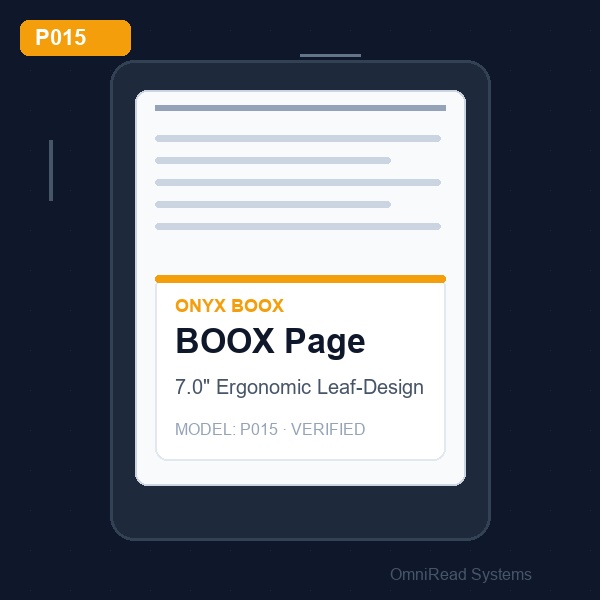 P015
ONYX BOOX
BOOX Page
7.0" Ergonomic Leaf-Design
MODEL: P015 · VERIFIED
OmniRead Systems